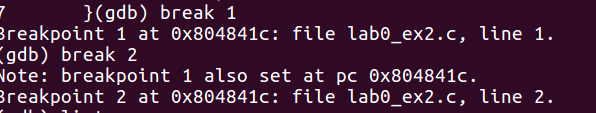 7        }(gdb) break 1
Breakpoint 1 at 0x804841c: file lab0_ex2.c, line 1.
(gdb) break 2
Note: breakpoint 1 also set at pc 0x804841c.
Breakpoint 2 at 0x804841c: file lab0_ex2.c, line 2.